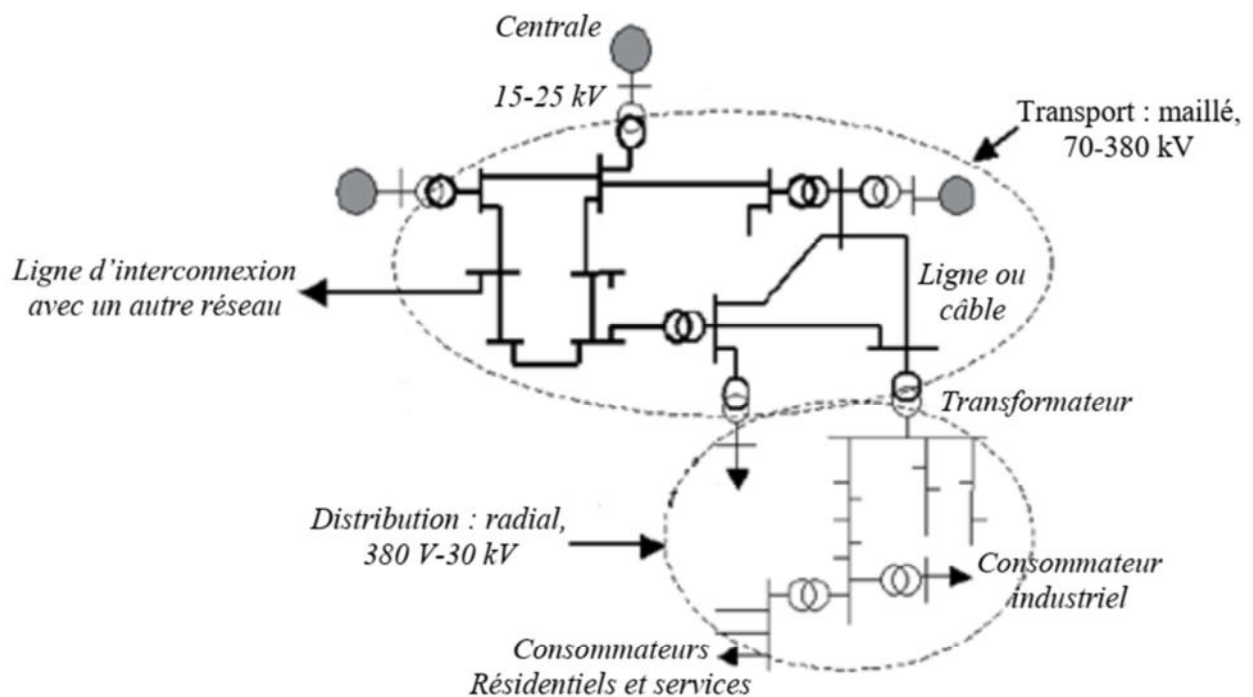 Centrale
15-25 kV
Transport : maillé,
70-380 kV
Ligne d’interconnexion
avec un autre réseau
Ligne ou
câble
Transformateur
Distribution : radial,
380 V-30 kV
Consommateur
industriel
Consommateurs
Résidentiels et services